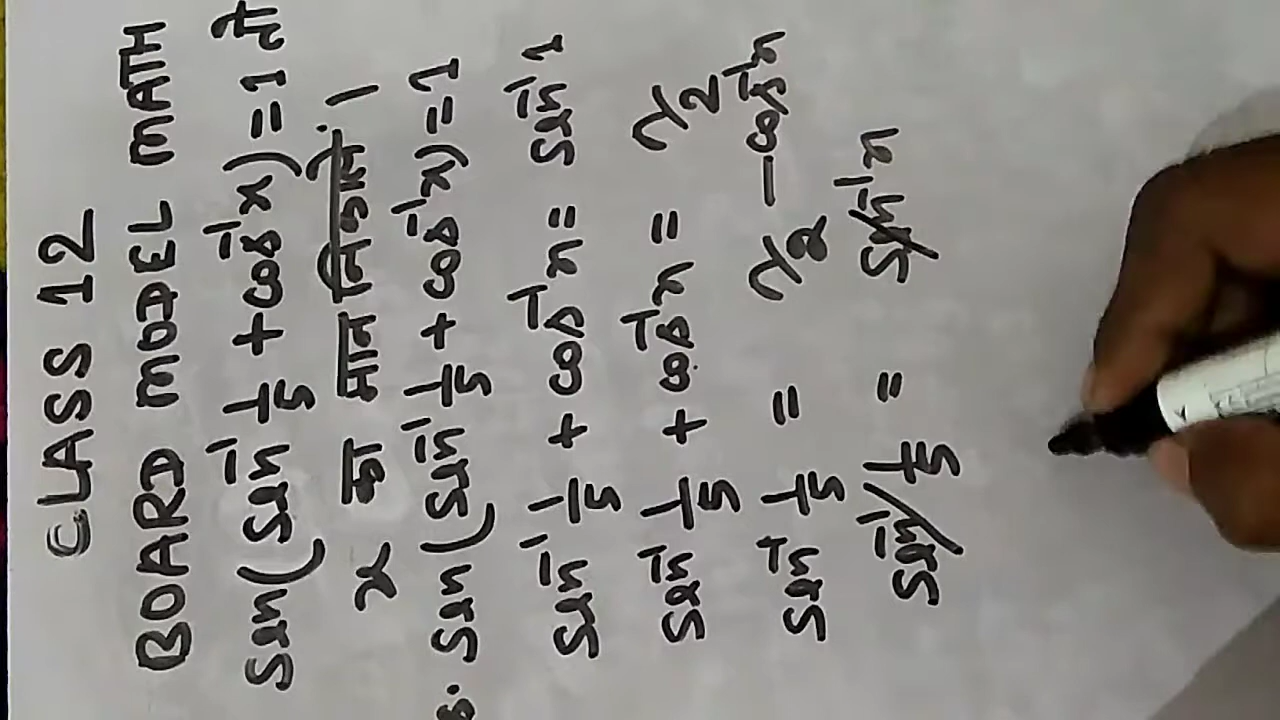 CLASS 12
BOARD MODEL MATH
sin(sin⁻¹ 1/5 + cos⁻¹x) = 1 तो
x का मान निकालें।
s. sin(sin⁻¹ 1/5 + cos⁻¹x) = 1
sin⁻¹ 1/5 + cos⁻¹x = sin⁻¹1
sin⁻¹ 1/5 + cos⁻¹x = π/2
sin⁻¹ 1/5 = π/2 − cos⁻¹x
sin⁻¹ 1/5 = sin⁻¹x